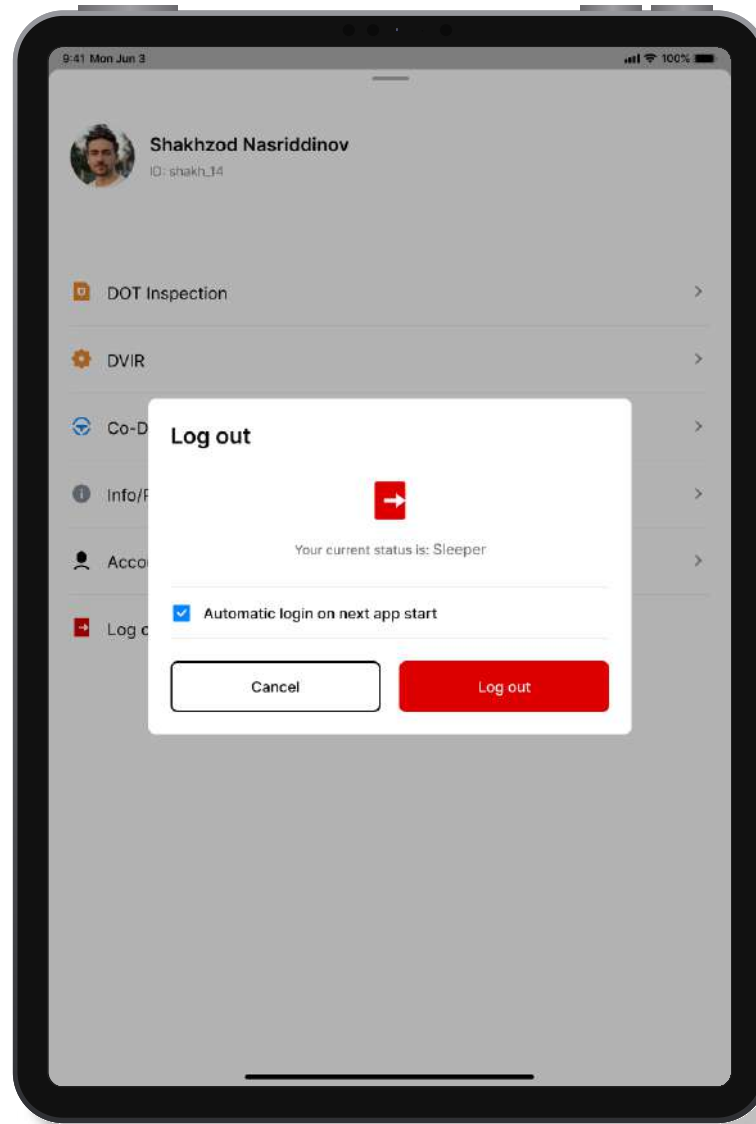 9:41 Mon Jun 3
100%
Shakhzod Nasriddinov
ID: shakh_14
DOT Inspection
DVIR
Co-D
Info/F
Acco
Log o
Log out
Your current status is: Sleeper
Automatic login on next app start
Cancel
Log out